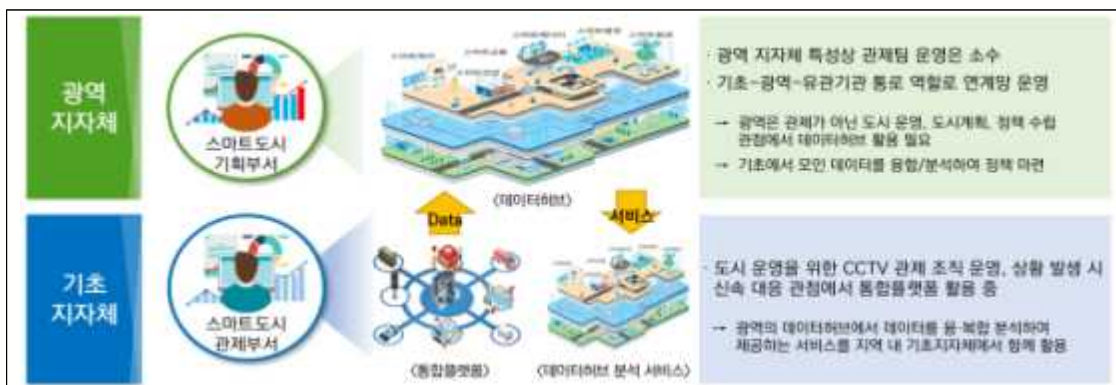 광역
지자체
스마트도시
기획부서
〈데이터허브〉
· 광역 지자체 특성상 관제팀 운영은 소수
· 기초-광역-유관기관 통로 역할로 연계망 운영
→ 광역은 관제가 아닌 도시 운영, 도시계획, 정책 수립
관점에서 데이터허브 활용 필요
→ 기초에서 모인 데이터를 융합/분석하여 정책 마련
Data
서비스
기초
지자체
스마트도시
관제부서
〈통합플랫폼〉
〈데이터허브 분석 서비스〉
· 도시 운영을 위한 CCTV 관제 조직 운영, 상황 발생 시
신속 대응 관점에서 통합플랫폼 활용 중
→ 광역의 데이터허브에서 데이터를 융·복합 분석하여
제공하는 서비스를 지역 내 기초지자체에서 함께 활용